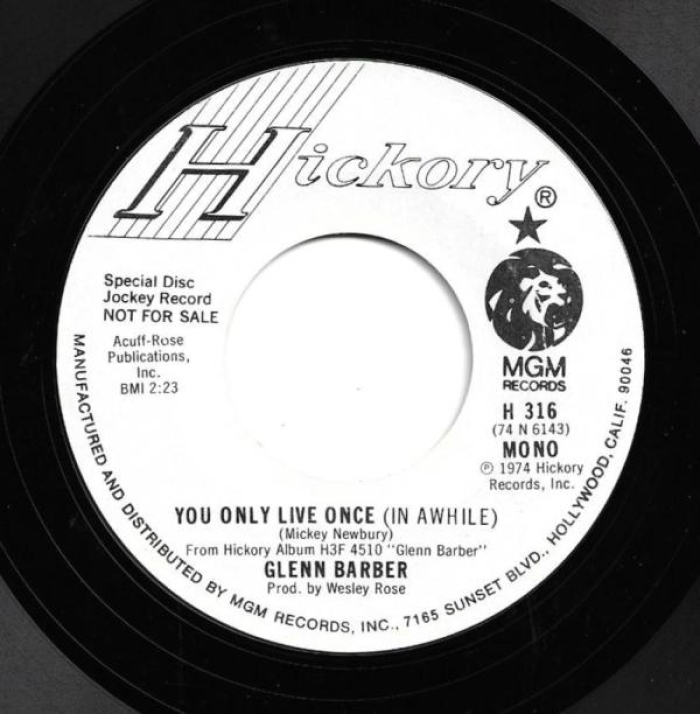 Hickory®
Special Disc
Jockey Record
NOT FOR SALE
Acuff-Rose
Publications,
Inc.
BMI 2:23
MGM
RECORDS
H 316
(74 N 6143)
MONO
℗ 1974 Hickory
Records, Inc.
YOU ONLY LIVE ONCE (IN AWHILE)
(Mickey Newbury)
From Hickory Album H3F 4510 "Glenn Barber"
GLENN BARBER
Prod. by Wesley Rose
MANUFACTURED AND DISTRIBUTED BY MGM RECORDS, INC., 7165 SUNSET BLVD., HOLLYWOOD, CALIF. 90046